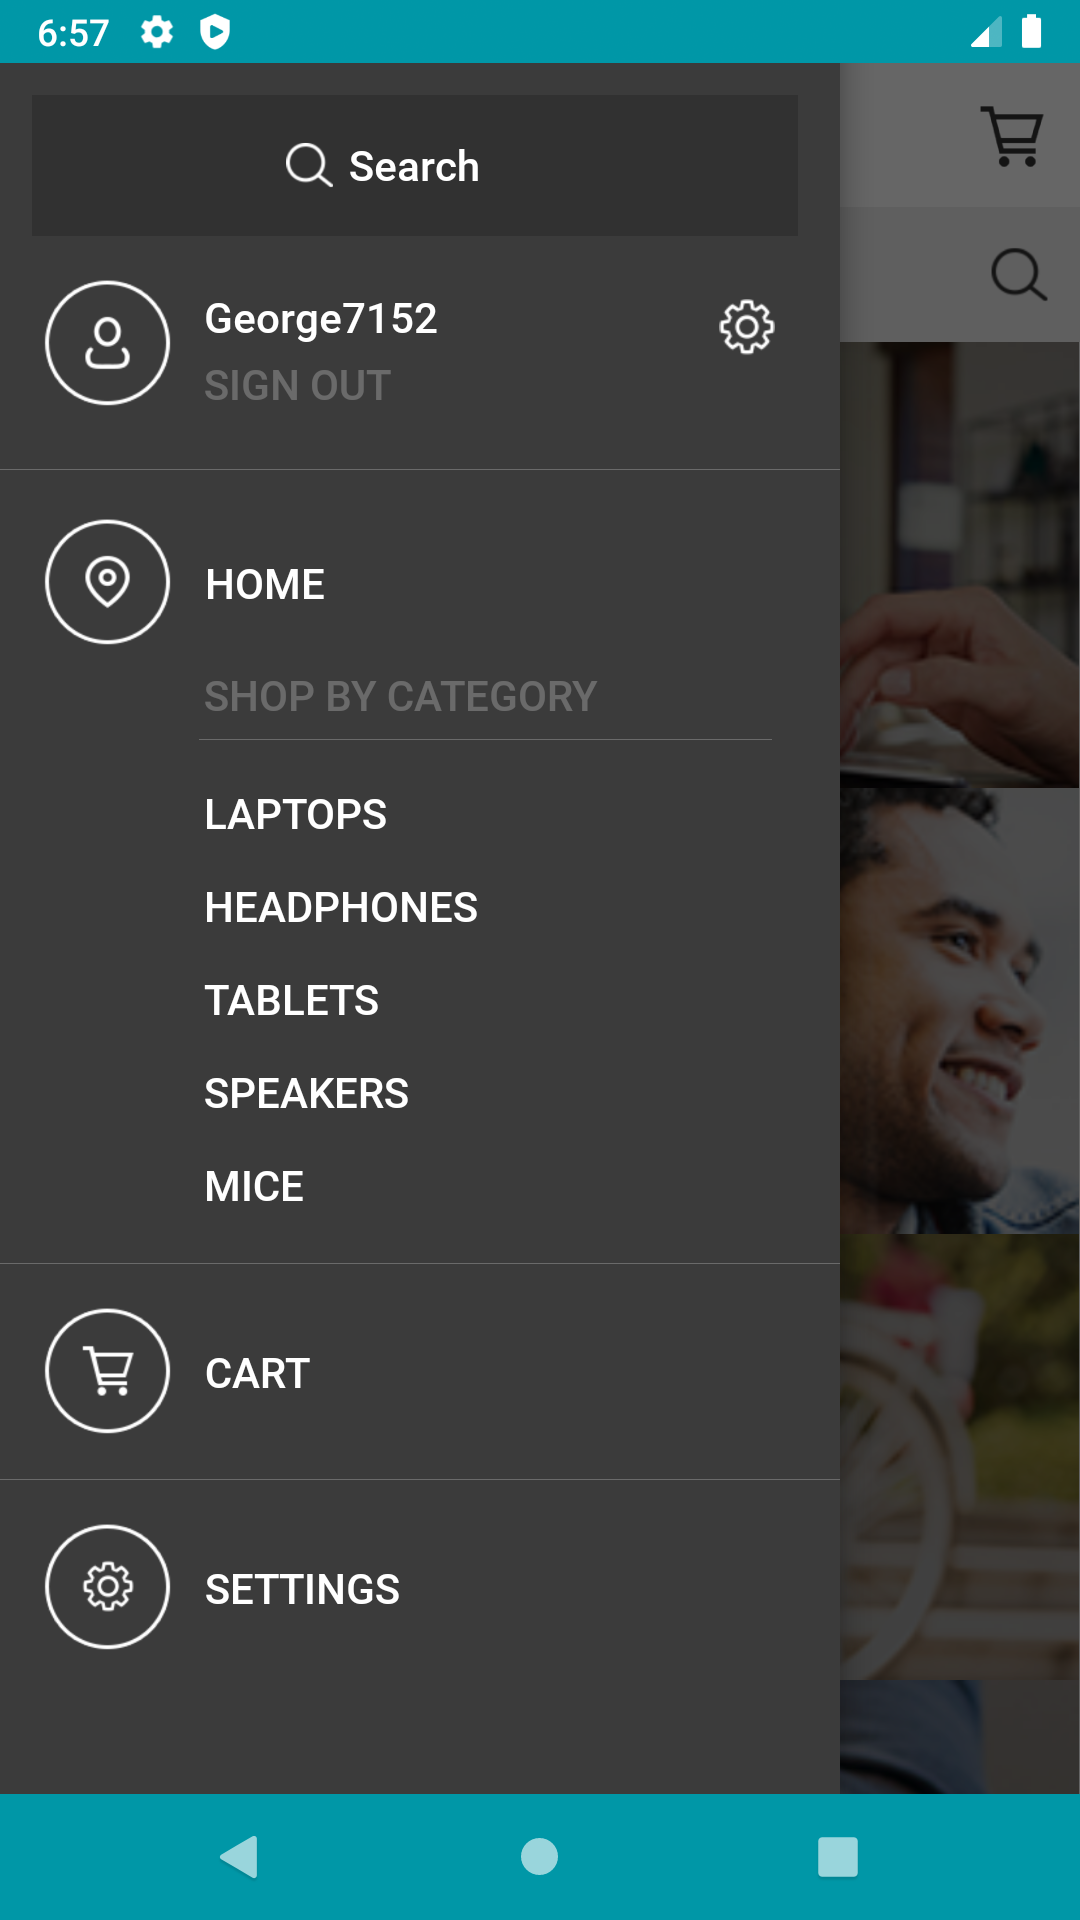 6:57
Search
George7152
SIGN OUT
HOME
SHOP BY CATEGORY
LAPTOPS
HEADPHONES
TABLETS
SPEAKERS
MICE
CART
SETTINGS